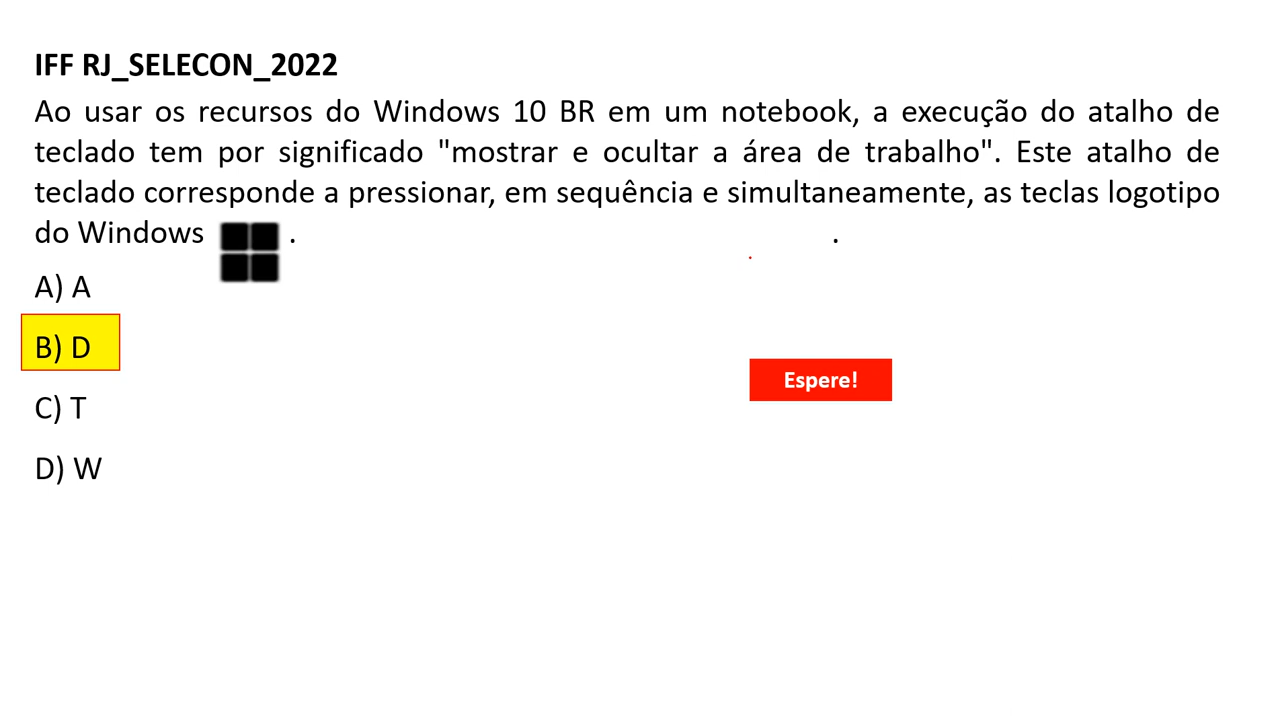 IFF RJ_SELECON_2022
Ao usar os recursos do Windows 10 BR em um notebook, a execução do atalho de
teclado tem por significado "mostrar e ocultar a área de trabalho". Este atalho de
teclado corresponde a pressionar, em sequência e simultaneamente, as teclas logotipo
do Windows . .
A) A
B) D
Espere!
C) T
D) W